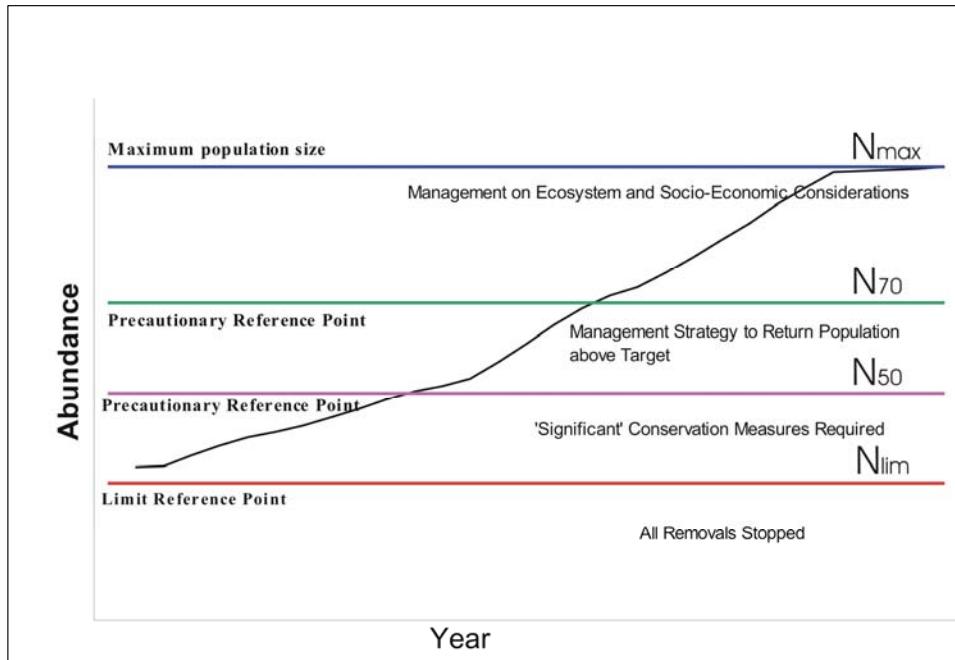 Maximum population size
Nmax
Management on Ecosystem and Socio-Economic Considerations
N70
Precautionary Reference Point
Management Strategy to Return Population
above Target
N50
Precautionary Reference Point
'Significant' Conservation Measures Required
Nlim
Limit Reference Point
All Removals Stopped
Abundance
Year